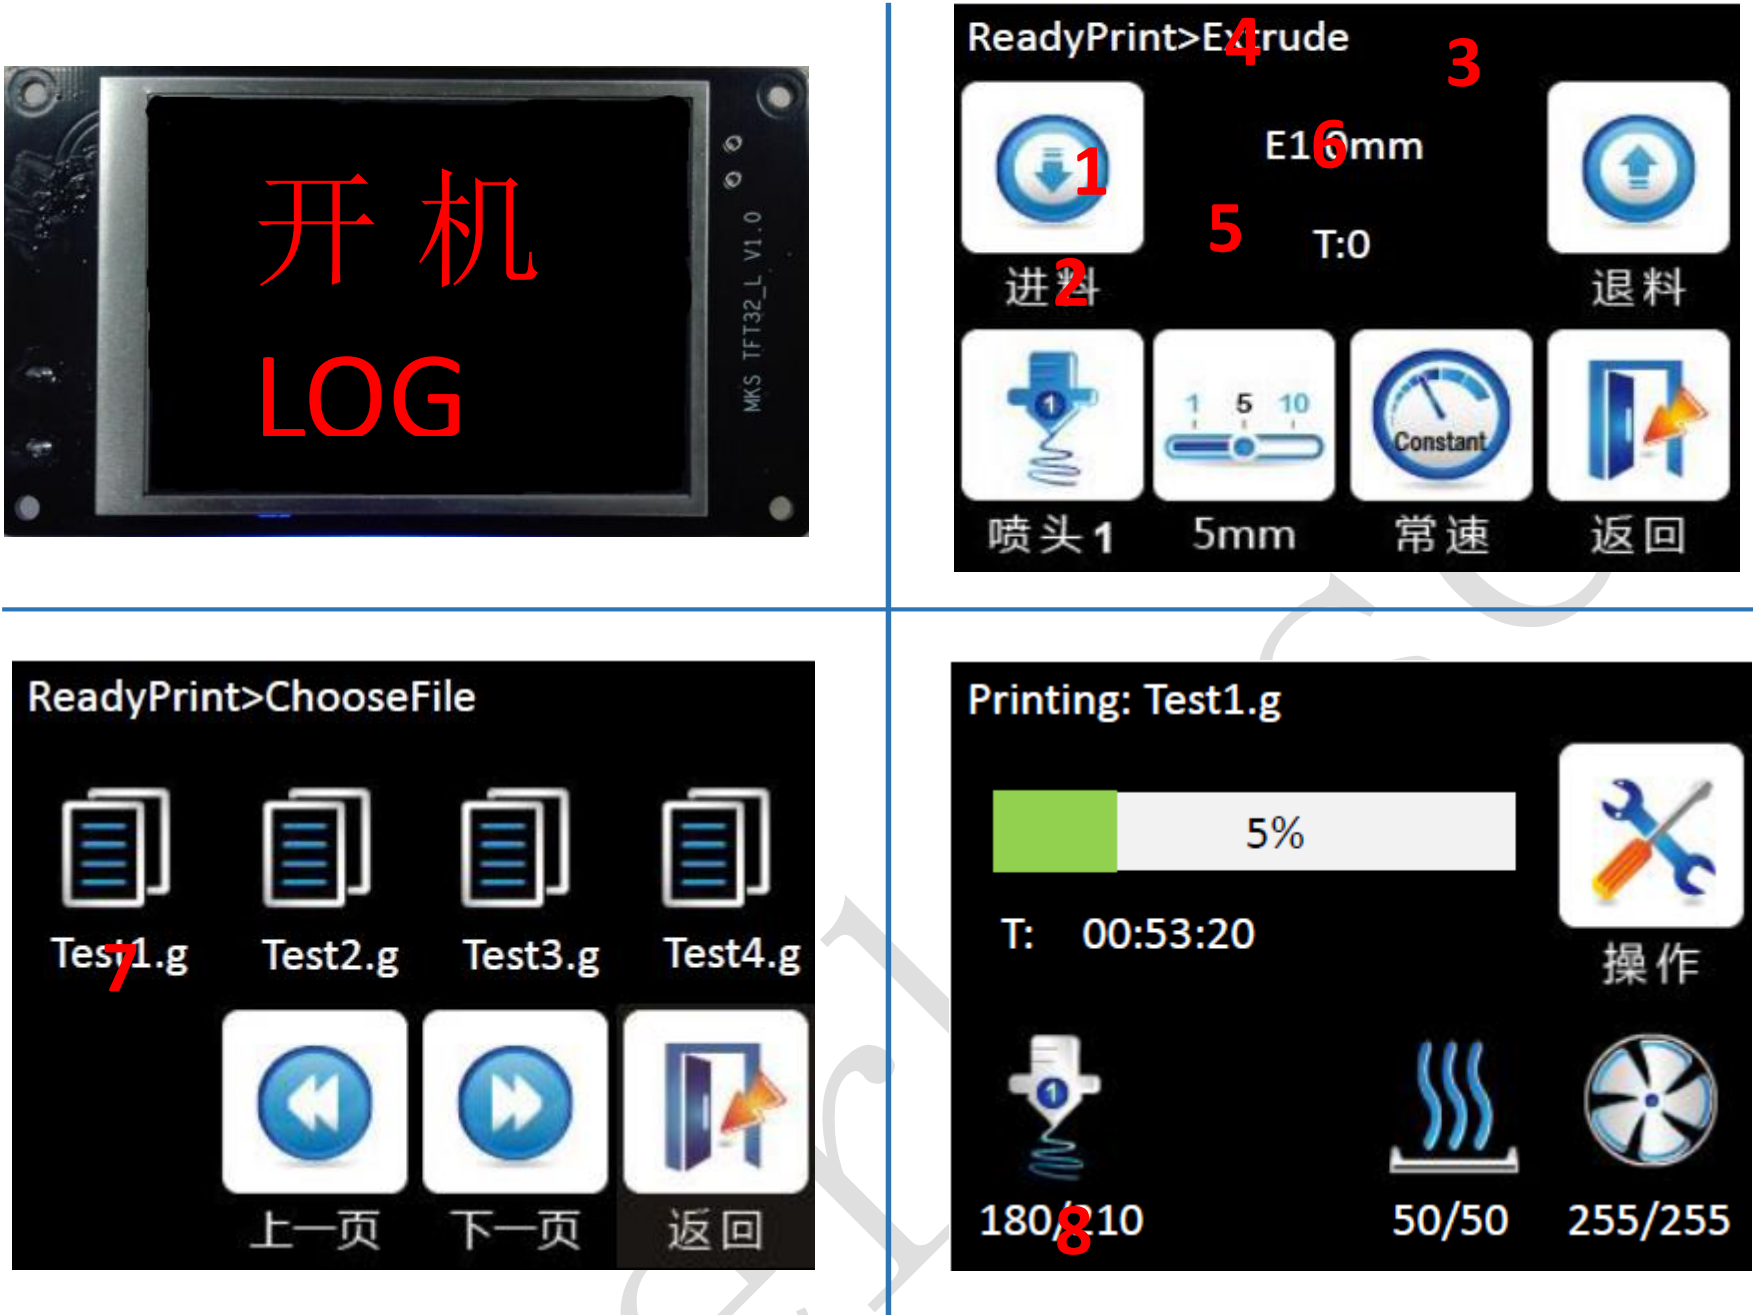 开机
LOG
MKS TFT32_L V1.0
ReadyPrint>Extrude
4
3
1
E1:0mm
6
5
T:0
进料
2
退料
1 5 10
Constant
1
喷头1
5mm
常速
返回
ReadyPrint>ChooseFile
Test1.g
Test2.g
Test3.g
Test4.g
7
上一页
下一页
返回
Printing: Test1.g
5%
T: 00:53:20
操作
1
180/210
50/50
255/255
8